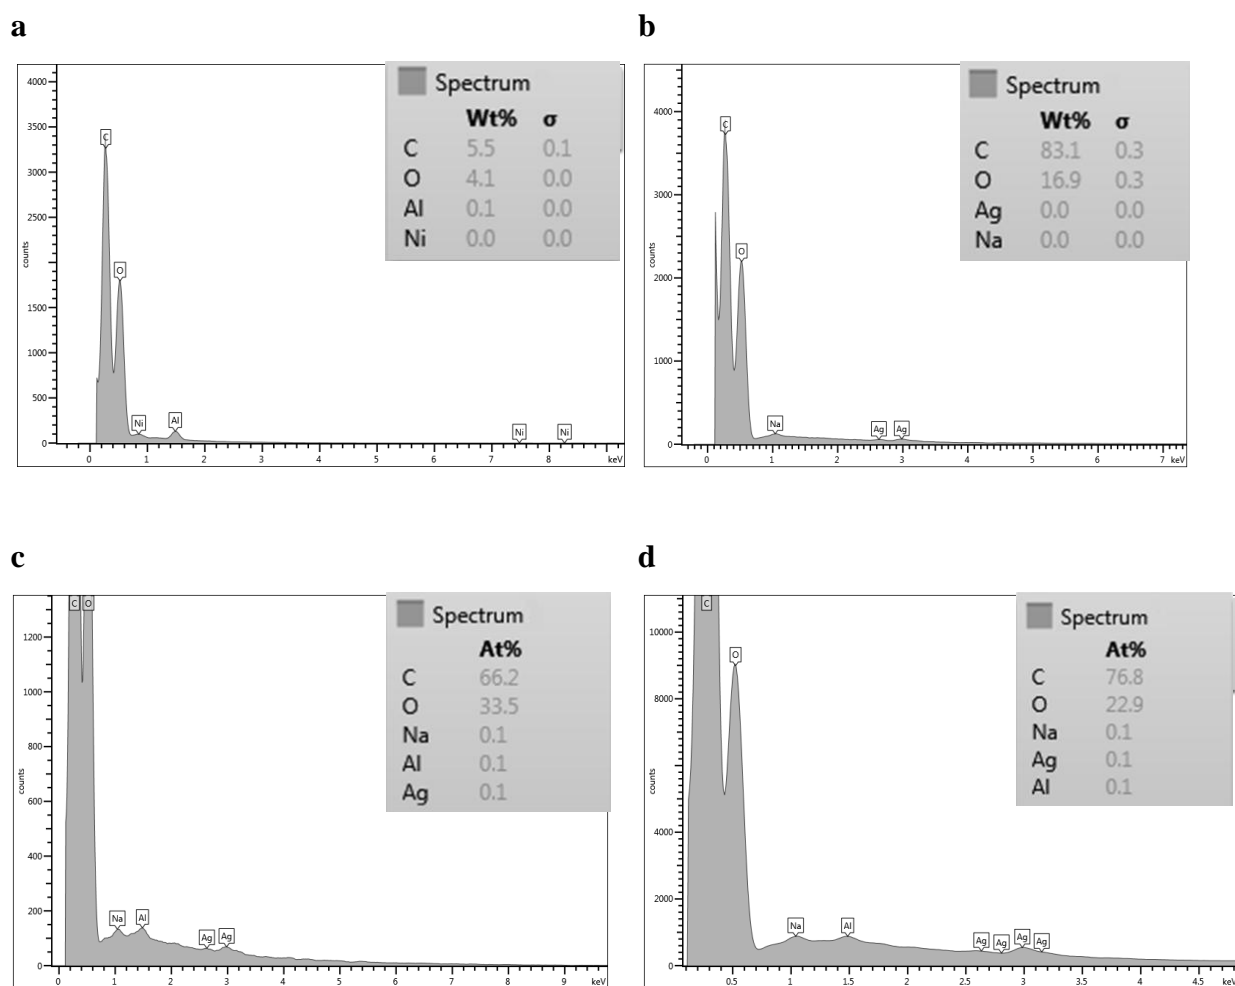 a
Spectrum
Wt% σ
C 5.5 0.1
O 4.1 0.0
Al 0.1 0.0
Ni 0.0 0.0
4000
3500
3000
2500
1500
1000
500
0
counts
C
O
Ni
Al
Ni
Ni
0 1 2 3 4 5 6 7 8 keV
b
Spectrum
Wt% σ
C 83.1 0.3
O 16.9 0.3
Ag 0.0 0.0
Na 0.0 0.0
4000
3000
2000
1000
0
counts
C
O
Na
Ag
Ag
0 1 2 3 4 5 6 7 keV
c
Spectrum
At%
C 66.2
O 33.5
Na 0.1
Al 0.1
Ag 0.1
1200
1000
800
600
400
200
0
counts
C O
Na
Al
Ag
Ag
0 1 2 3 4 5 6 7 8 9 keV
d
Spectrum
At%
C 76.8
O 22.9
Na 0.1
Ag 0.1
Al 0.1
10000
8000
4000
2000
0
counts
C
O
Na
Al
Ag
Ag
Ag
Ag
0.5 1 1.5 2 2.5 3 3.5 4 4.5 keV